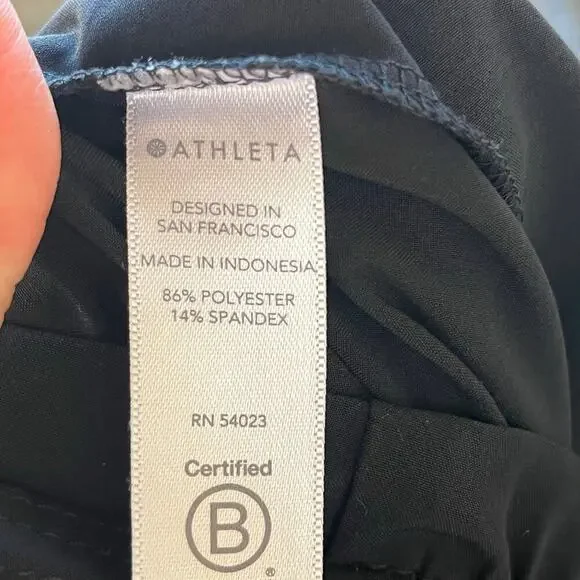 ATHLETA
DESIGNED IN
SAN FRANCISCO
MADE IN INDONESIA
86% POLYESTER
14% SPANDEX
RN 54023
Certified
B
®